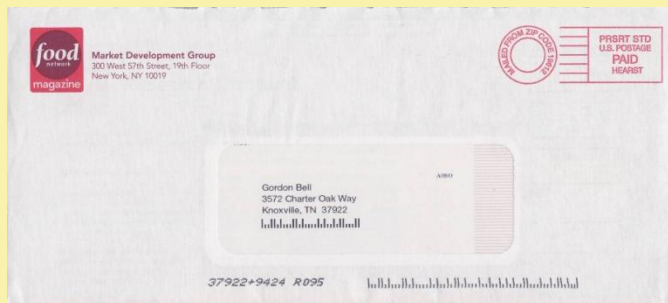 food
network
magazine
Market Development Group
300 West 57th Street, 19th Floor
New York, NY 10019
MAILED FROM ZIP CODE 19612
PRSRT STD
U.S. POSTAGE
PAID
HEARST
Gordon Bell
3572 Charter Oak Way
Knoxville, TN 37922
37922+9424 R095